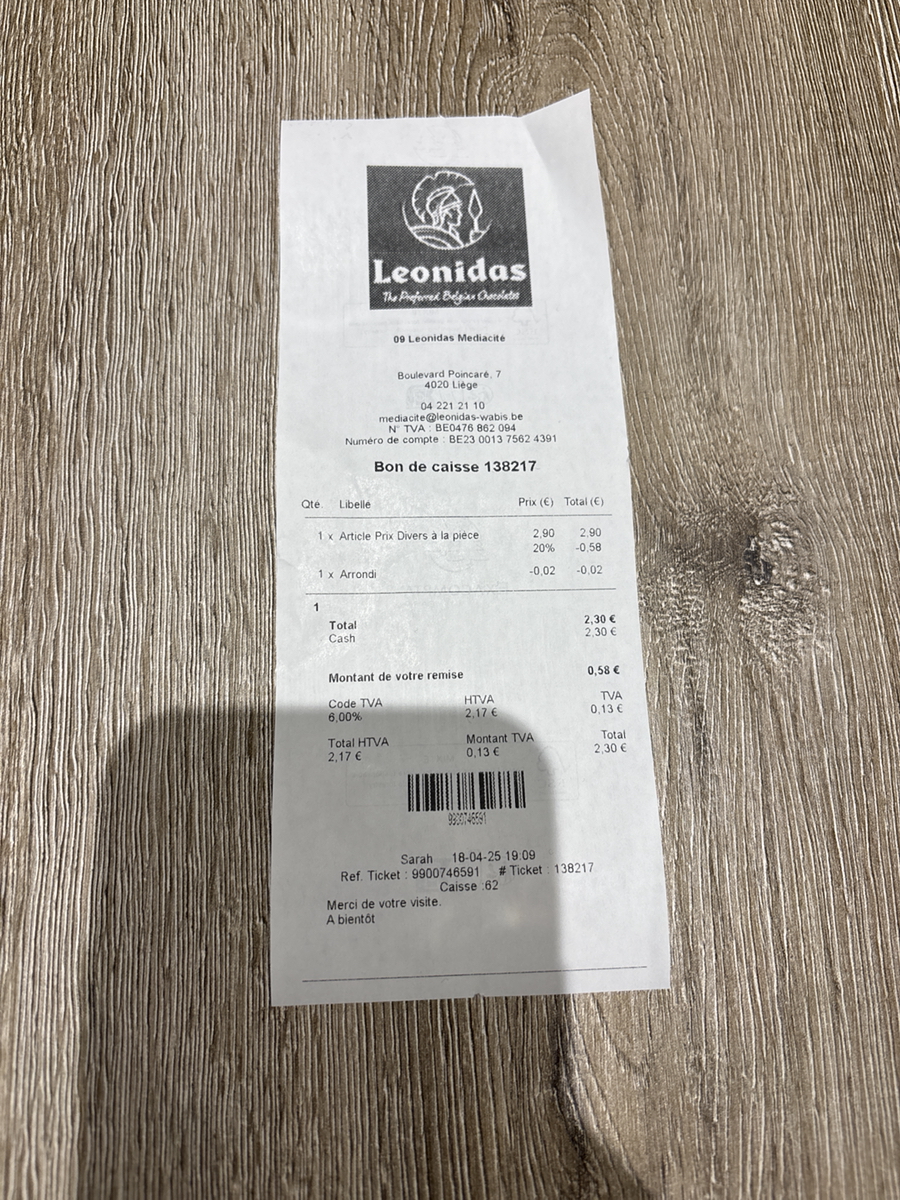 Leonidas
The Preferred Belgian Chocolates
09 Leonidas Mediacité
Boulevard Poincaré, 7
4020 Liège
04 221 21 10
mediacite@leonidas-wabis.be
N° TVA : BE0476 862 094
Numéro de compte : BE23 0013 7562 4391
Bon de caisse 138217
Qté. Libellé Prix (€) Total (€)
1 x Article Prix Divers à la pièce 2,90 2,90
20% -0,58
1 x Arrondi -0,02 -0,02
1
Total 2,30 €
Cash 2,30 €
Montant de votre remise 0,58 €
Code TVA HTVA TVA
6,00% 2,17 € 0,13 €
Total HTVA Montant TVA Total
2,17 € 0,13 € 2,30 €
9900746591
Sarah 18-04-25 19:09
Ref. Ticket : 9900746591 # Ticket : 138217
Caisse :62
Merci de votre visite.
A bientôt